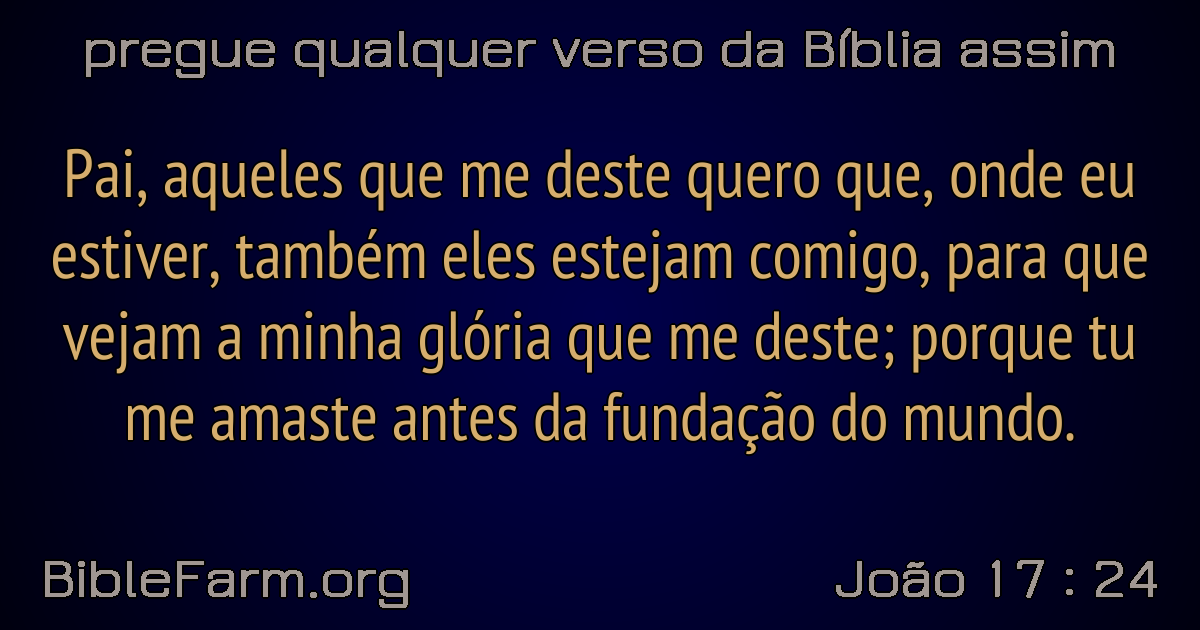 pregue qualquer verso da Bíblia assim
Pai, aqueles que me deste quero que, onde eu
estiver, também eles estejam comigo, para que
vejam a minha glória que me deste; porque tu
me amaste antes da fundação do mundo.
BibleFarm.org
João 17 : 24